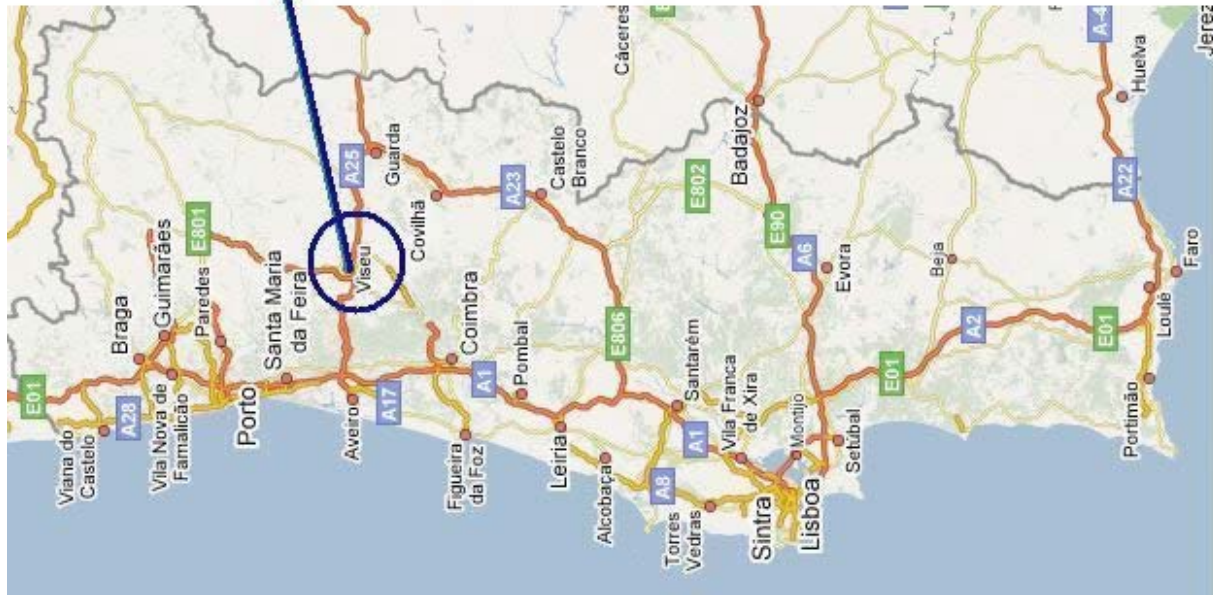 E01
Viana do
Castelo
A28
Braga
Guimarães
Vila Nova de
Famalicão
Paredes
E801
Porto
Santa Maria
da Feira
Aveiro
A25
Viseu
Guarda
A17
Covilhã
Coimbra
Figueira
da Foz
A1
A23
Castelo
Branco
Pombal
Leiria
Alcobaça
E806
Cáceres
E802
Santarém
A8
A1
Torres
Vedras
Vila Franca
de Xira
Badajoz
E90
Sintra
Montijo
Lisboa
A6
Evora
Setúbal
E01
Beja
A2
E01
A-4
Huelva
A22
Portimão
Loulé
Faro
Jerez